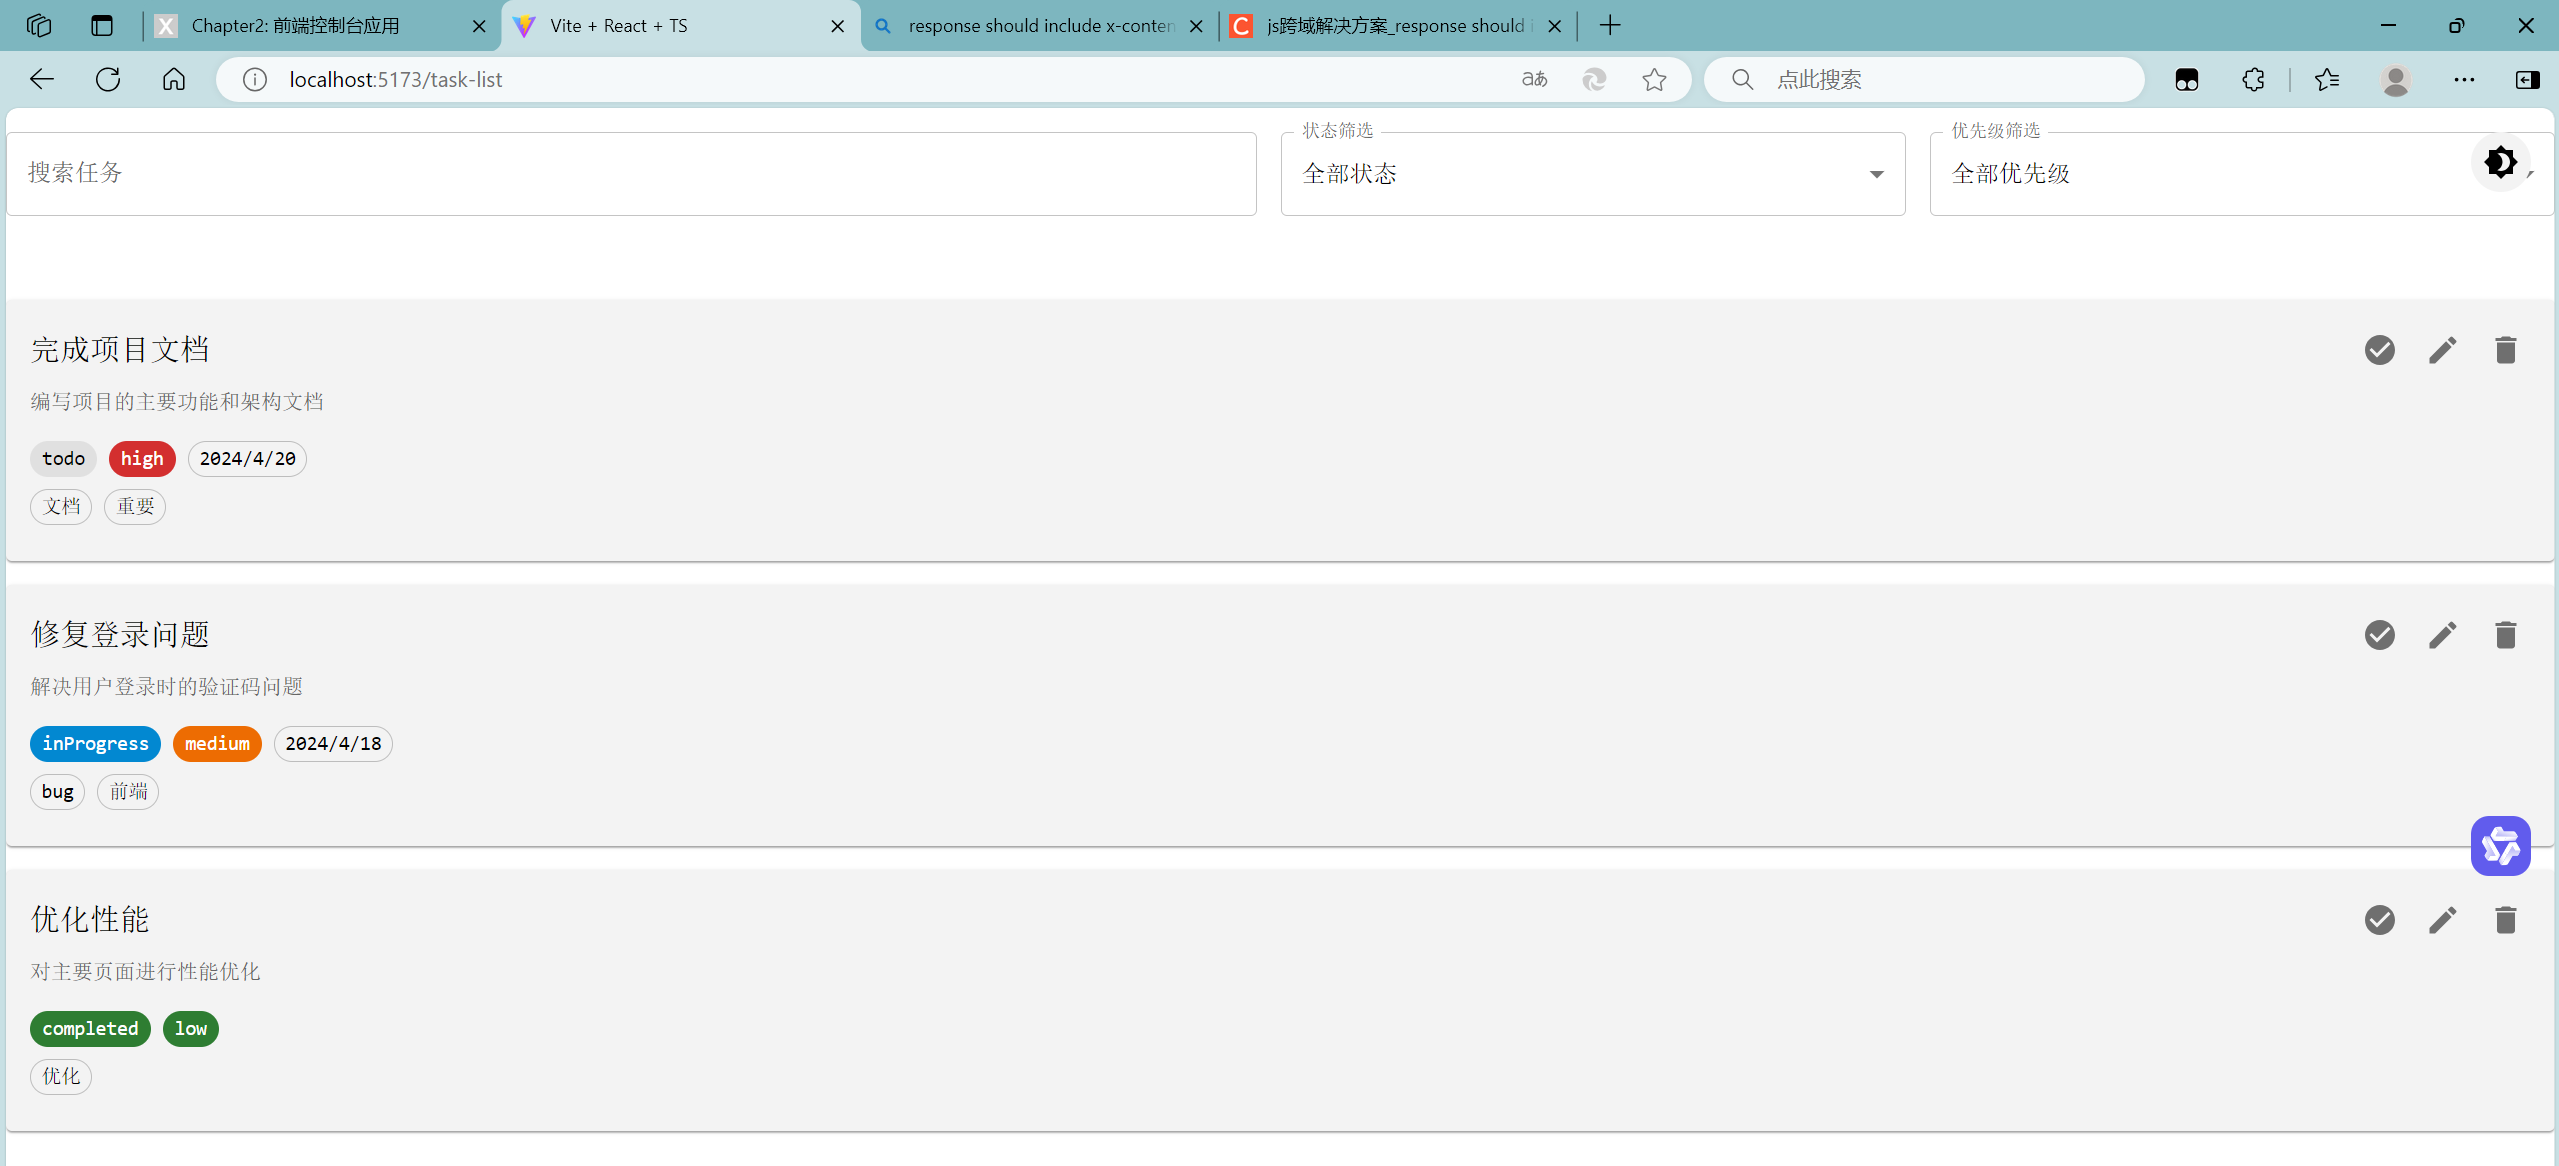 Chapter2: 前端控制台应用
Vite + React + TS
response should include x-conten
js跨域解决方案_response should i
localhost:5173/task-list
点此搜索
搜索任务
状态筛选
全部状态
优先级筛选
全部优先级
完成项目文档
编写项目的主要功能和架构文档
todo high 2024/4/20
文档 重要
修复登录问题
解决用户登录时的验证码问题
inProgress medium 2024/4/18
bug 前端
优化性能
对主要页面进行性能优化
completed low
优化